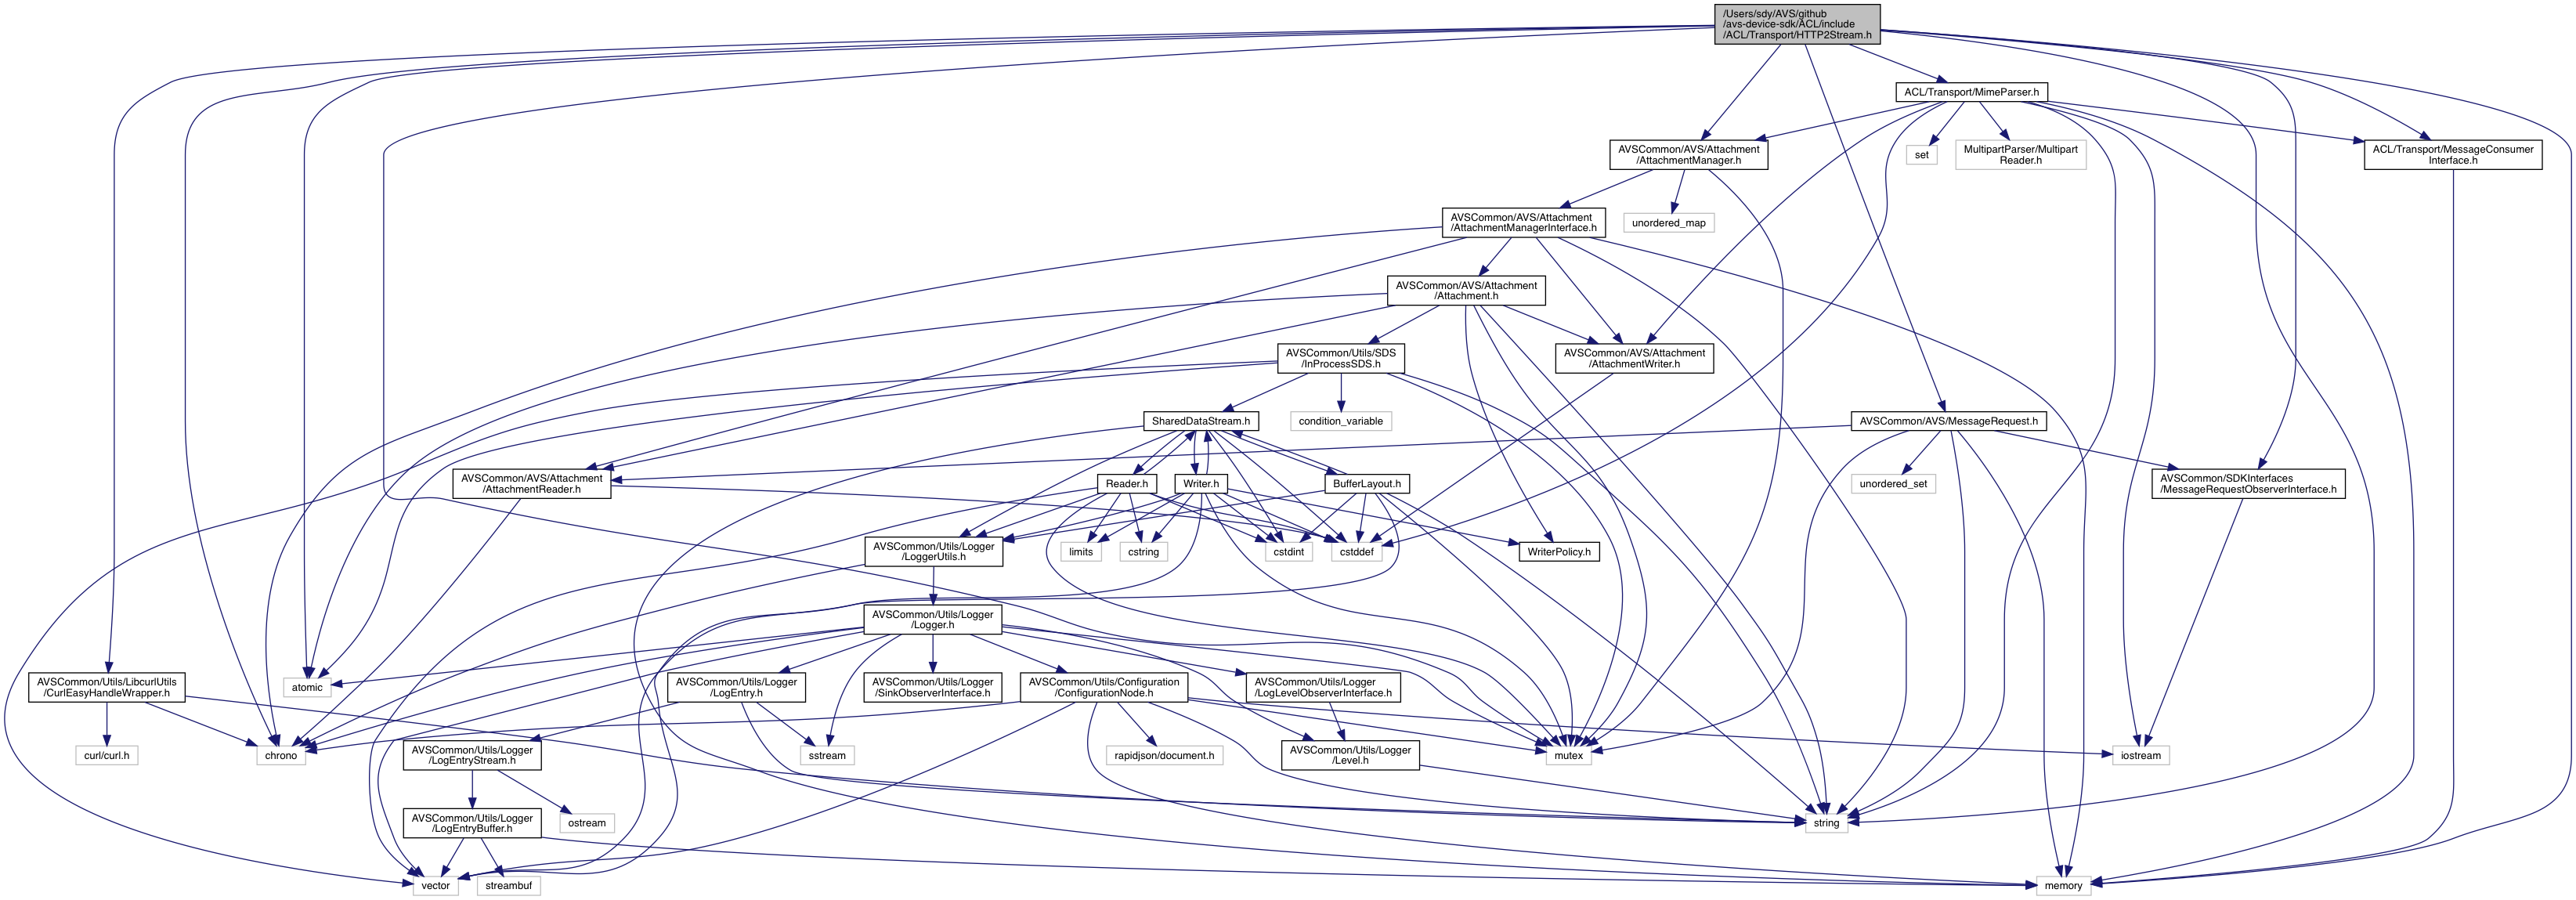 /Users/sdy/AVS/github
/avs-device-sdk/ACL/include
/ACL/Transport/HTTP2Stream.h
ACL/Transport/MimeParser.h
AVSCommon/AVS/Attachment
/AttachmentManager.h
set
MultipartParser/Multipart
Reader.h
ACL/Transport/MessageConsumer
Interface.h
AVSCommon/AVS/Attachment
/AttachmentManagerInterface.h
unordered_map
AVSCommon/AVS/Attachment
/Attachment.h
AVSCommon/Utils/SDS
/InProcessSDS.h
AVSCommon/AVS/Attachment
/AttachmentWriter.h
SharedDataStream.h
condition_variable
AVSCommon/AVS/MessageRequest.h
AVSCommon/AVS/Attachment
/AttachmentReader.h
Reader.h
Writer.h
BufferLayout.h
unordered_set
AVSCommon/SDKInterfaces
/MessageRequestObserverInterface.h
AVSCommon/Utils/Logger
/LoggerUtils.h
limits
cstring
cstdint
cstddef
WriterPolicy.h
AVSCommon/Utils/Logger
/Logger.h
AVSCommon/Utils/LibcurlUtils
/CurlEasyHandleWrapper.h
atomic
AVSCommon/Utils/Logger
/LogEntry.h
AVSCommon/Utils/Logger
/SinkObserverInterface.h
AVSCommon/Utils/Configuration
/ConfigurationNode.h
AVSCommon/Utils/Logger
/LogLevelObserverInterface.h
curl/curl.h
chrono
AVSCommon/Utils/Logger
/LogEntryStream.h
sstream
rapidjson/document.h
AVSCommon/Utils/Logger
/Level.h
mutex
iostream
AVSCommon/Utils/Logger
/LogEntryBuffer.h
ostream
string
vector
streambuf
memory